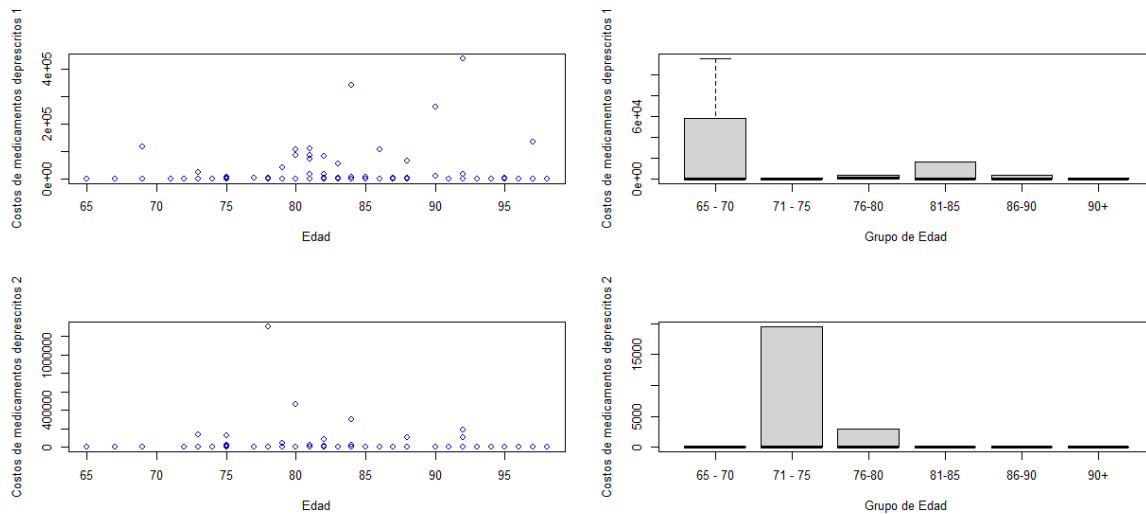 Costos de medicamentos deprescritos 1
0e+00 2e+05 4e+05
65 70 75 80 85 90 95
Edad
Costos de medicamentos deprescritos 1
0e+00 6e+04
65 - 70 71 - 75 76-80 81-85 86-90 90+
Grupo de Edad
Costos de medicamentos deprescritos 2
0 400000 1000000
65 70 75 80 85 90 95
Edad
Costos de medicamentos deprescritos 2
0 5000 15000
65 - 70 71 - 75 76-80 81-85 86-90 90+
Grupo de Edad